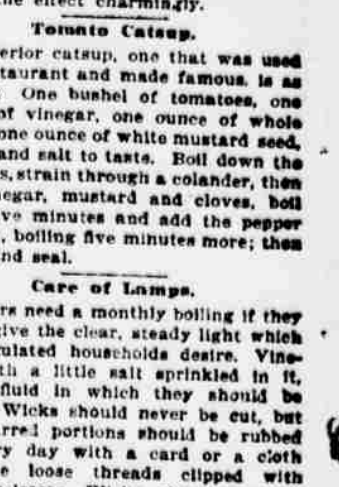 the effect charmingly.
Tomato Catsup.
erior catsup, one that was used
taurant and made famous, is as
One bushel of tomatoes, one
of vinegar, one ounce of whole
one ounce of white mustard seed,
and salt to taste. Boil down the
s, strain through a colander, then
negar, mustard and cloves, boil
ve minutes and add the pepper
, boiling five minutes more; then
nd seal.
Care of Lamps.
rs need a monthly boiling if they
give the clear, steady light which
gulated households desire. Vine-
th a little salt sprinkled in it,
fluid in which they should be
Wicks should never be cut, but
rred portions should be rubbed
ry day with a card or a cloth
e loose threads clipped with